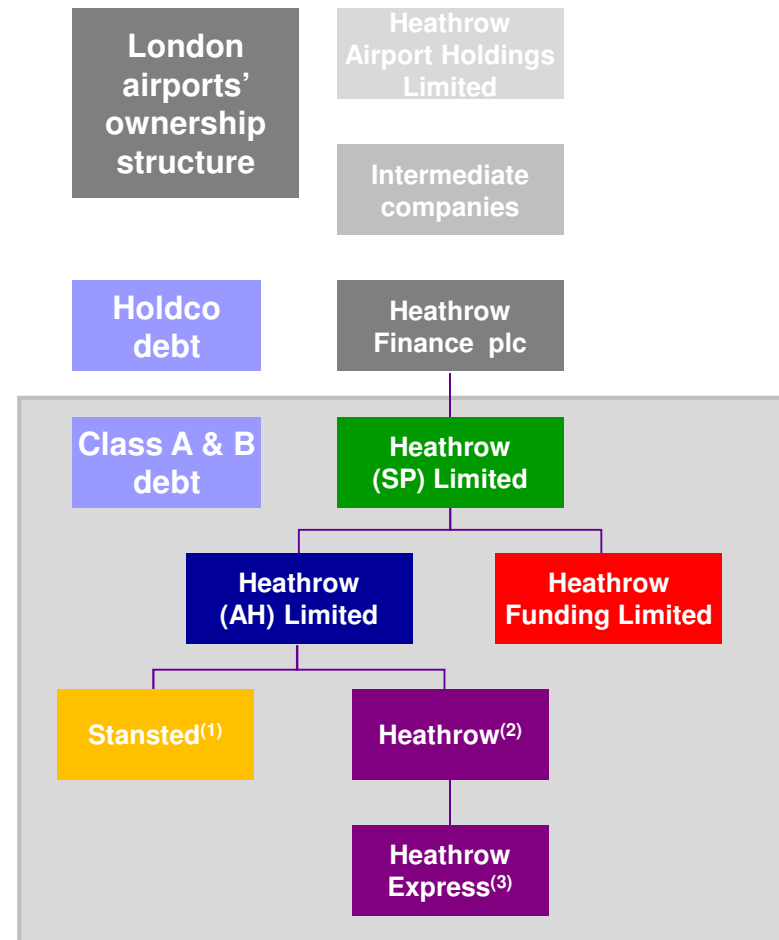 London
airports’
ownership
structure
Heathrow
Airport Holdings
Limited
Intermediate
companies
Holdco
debt
Heathrow
Finance plc
Class A & B
debt
Heathrow
(SP) Limited
Heathrow
(AH) Limited
Heathrow
Funding Limited
Stansted(1)
Heathrow(2)
Heathrow
Express(3)